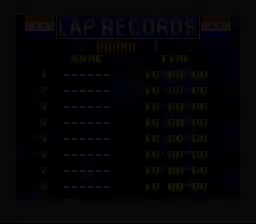 LAP RECORDS
ROUND 1
NAME TIME
1 ------ 10'00"00
2 ------ 10'00"00
3 ------ 10'00"00
4 ------ 10'00"00
5 ------ 10'00"00
6 ------ 10'00"00
7 ------ 10'00"00
8 ------ 10'00"00